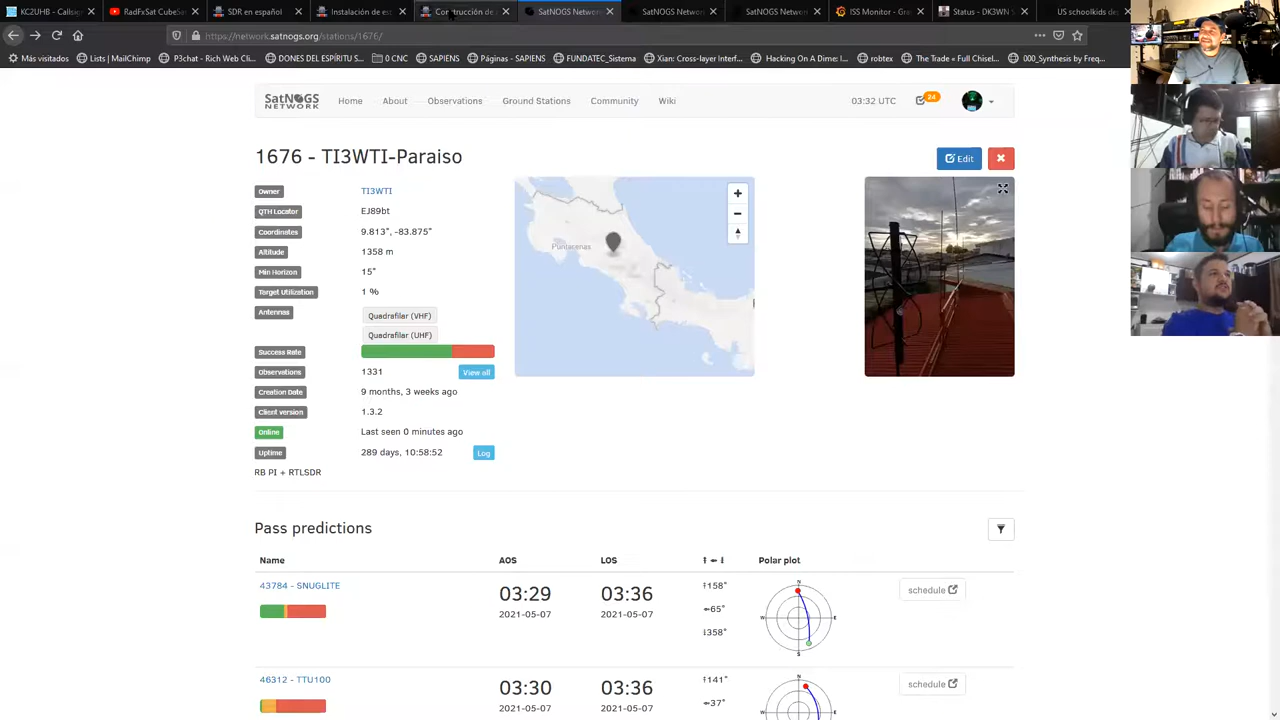 KC2UHB - Callsig
RadFxSat CubeSa
SDR en español
Instalación de es
Construcción de
SatNOGS Network
SatNOGS Network
SatNOGS Networ
ISS Monitor - Gra
Status - DK3WN
US schoolkids de
https://network.satnogs.org/stations/1676/
Más visitados
Lists | MailChimp
P3chat - Rich Web Cli...
DONES DEL ESPÍRITU S...
0 CNC
SAPIENS
Página SAPIENS
FUNDATEC_Sistema
Xian: Cross-layer Interf...
Hacking On A Dime: I...
robtex
The Trade « Full Chisel...
000_Synthesis by Freq...
SatNOGS
NETWORK
Home
About
Observations
Ground Stations
Community
Wiki
03:32 UTC
24
1676 - TI3WTI-Paraiso
Edit
Owner TI3WTI
QTH Locator EJ89bt
Coordinates 9.813°, -83.875°
Altitude 1358 m
Min Horizon 15°
Target Utilization 1 %
Antennas Quadrafilar (VHF)
Quadrafilar (UHF)
Success Rate
Observations 1331 View all
Creation Date 9 months, 3 weeks ago
Client version 1.3.2
Online Last seen 0 minutes ago
Uptime 289 days, 10:58:52 Log
RB PI + RTLSDR
Puntarenas
Pass predictions
Name AOS LOS Polar plot
43784 - SNUGLITE
03:29
2021-05-07
03:36
2021-05-07
158°
65°
358°
N
W E
S
schedule
46312 - TTU100
03:30
2021-05-07
03:36
2021-05-07
141°
37°
N
W E
schedule